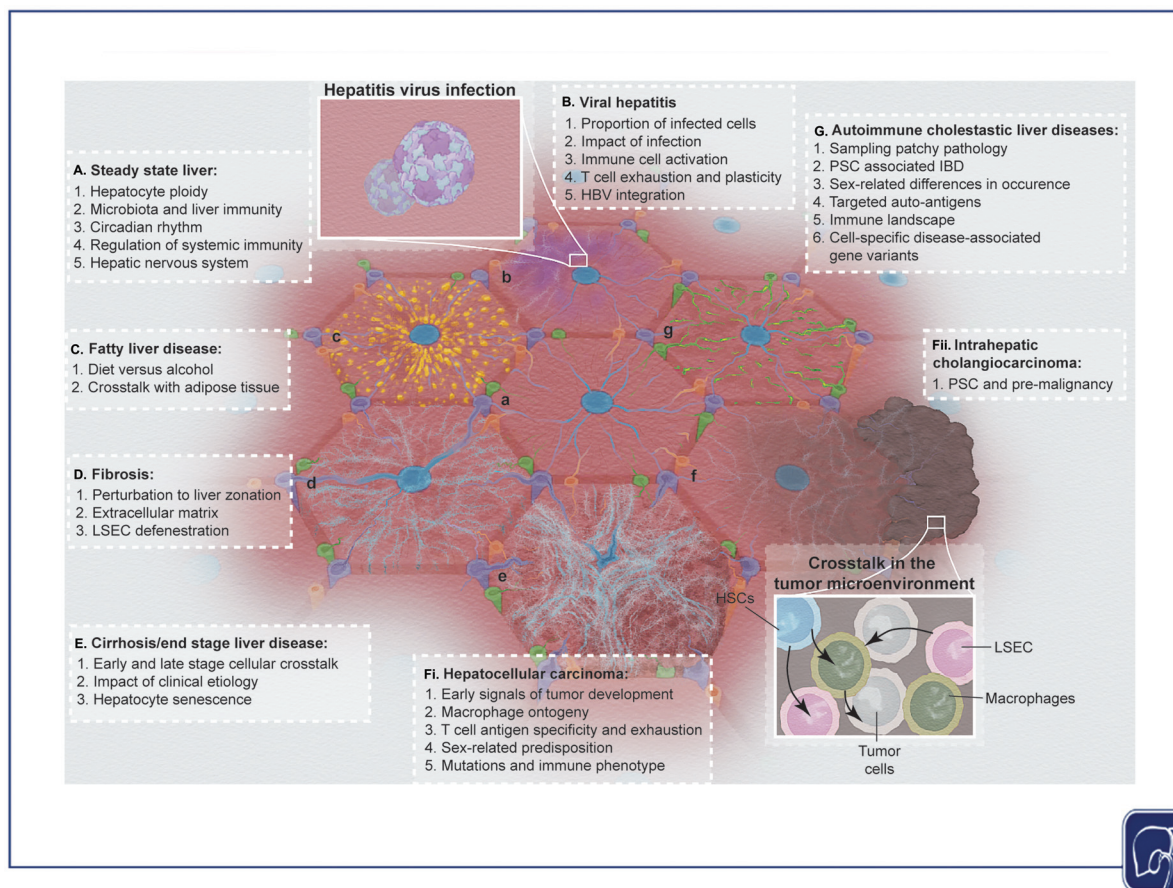 Hepatitis virus infection
A. Steady state liver:
1. Hepatocyte ploidy
2. Microbiota and liver immunity
3. Circadian rhythm
4. Regulation of systemic immunity
5. Hepatic nervous system
B. Viral hepatitis
1. Proportion of infected cells
2. Impact of infection
3. Immune cell activation
4. T cell exhaustion and plasticity
5. HBV integration
G. Autoimmune cholestastic liver diseases:
1. Sampling patchy pathology
2. PSC associated IBD
3. Sex-related differences in occurence
4. Targeted auto-antigens
5. Immune landscape
6. Cell-specific disease-associated
gene variants
C. Fatty liver disease:
1. Diet versus alcohol
2. Crosstalk with adipose tissue
Fii. Intrahepatic
cholangiocarcinoma:
1. PSC and pre-malignancy
b
c
g
a
d
f
e
D. Fibrosis:
1. Perturbation to liver zonation
2. Extracellular matrix
3. LSEC defenestration
E. Cirrhosis/end stage liver disease:
1. Early and late stage cellular crosstalk
2. Impact of clinical etiology
3. Hepatocyte senescence
Fi. Hepatocellular carcinoma:
1. Early signals of tumor development
2. Macrophage ontogeny
3. T cell antigen specificity and exhaustion
4. Sex-related predisposition
5. Mutations and immune phenotype
Crosstalk in the
tumor microenvironment
HSCs
LSEC
Macrophages
Tumor
cells